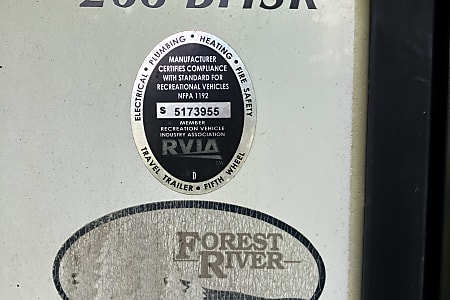 ELECTRICAL • PLUMBING • HEATING • FIRE SAFETY
MANUFACTURER
CERTIFIES COMPLIANCE
WITH STANDARD FOR
RECREATIONAL VEHICLES
NFPA 1192
S 5173955
MEMBER
RECREATION VEHICLE
INDUSTRY ASSOCIATION
RVIA
D
TRAVEL TRAILER • FIFTH WHEEL
FOREST
RIVER